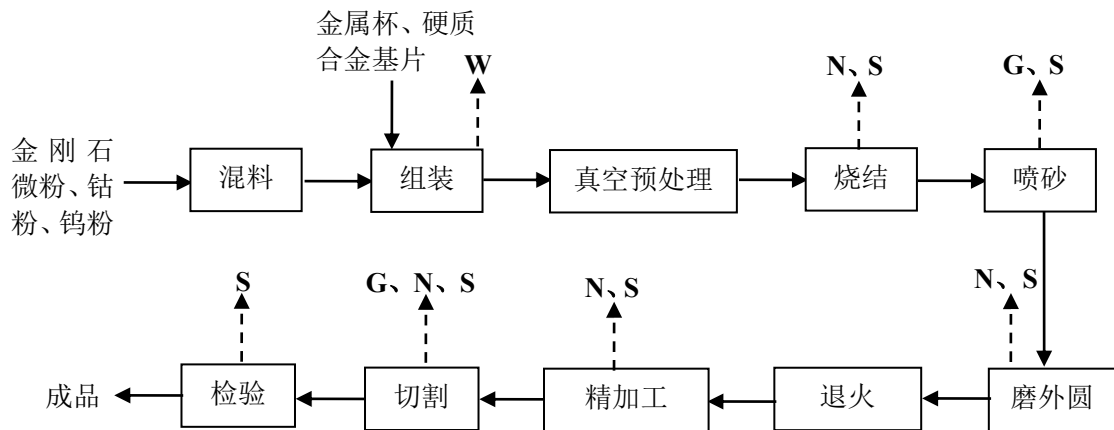 金属杯、硬质
合金基片
W
N、S
G、S
金刚石
微粉、钴
粉、钨粉
混料
组装
真空预处理
烧结
喷砂
S
G、N、S
N、S
N、S
成品
检验
切割
精加工
退火
磨外圆